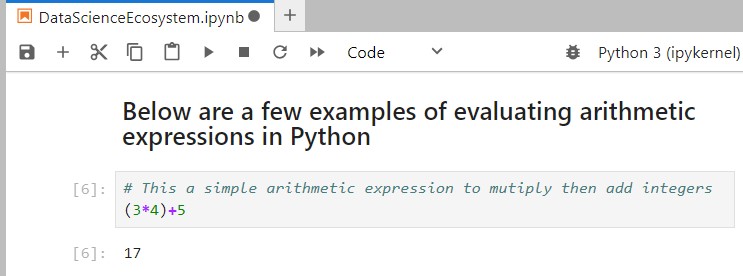 DataScienceEcosystem.ipynb
Code
Python 3 (ipykernel)
Below are a few examples of evaluating arithmetic
expressions in Python
[6]: # This a simple arithmetic expression to mutiply then add integers
(3*4)+5
[6]: 17